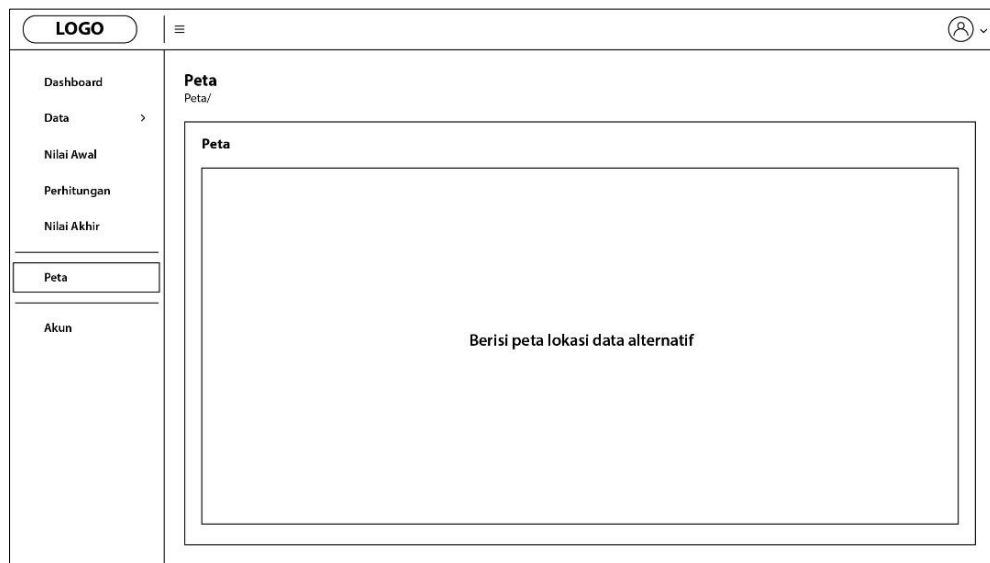 LOGO
Dashboard
Data
Nilai Awal
Perhitungan
Nilai Akhir
Peta
Akun
Peta
Peta/
Peta
Berisi peta lokasi data alternatif